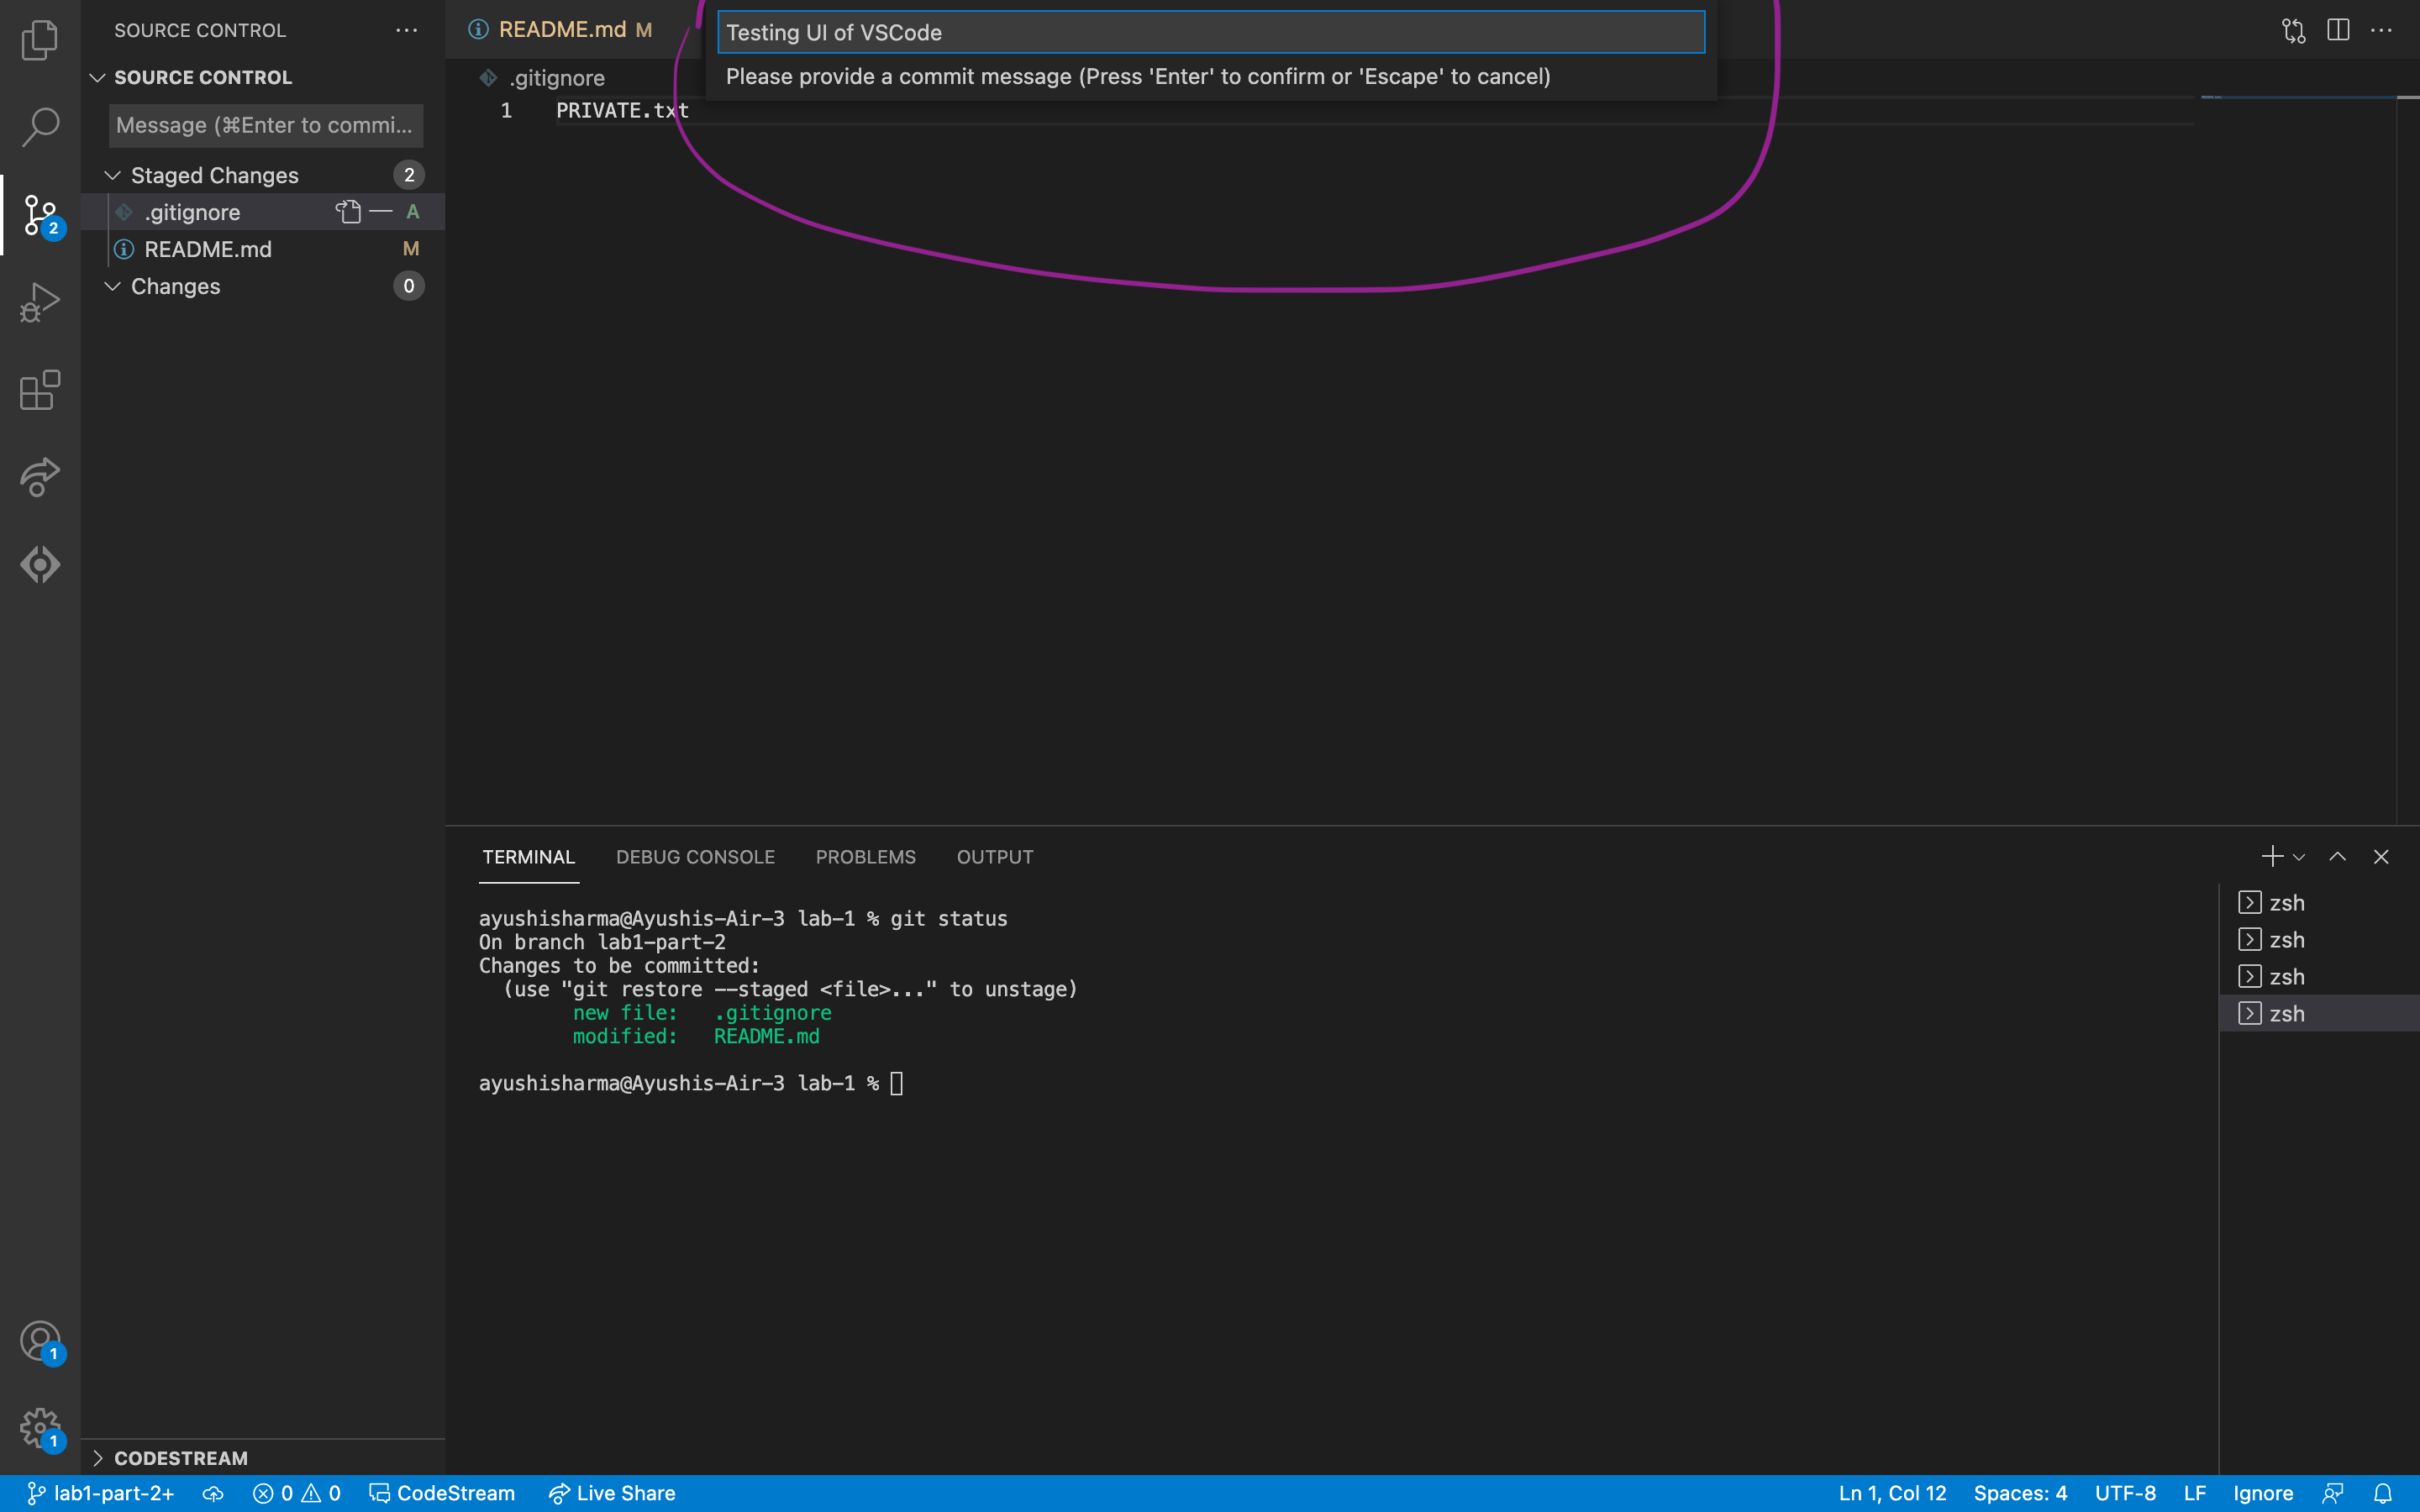 SOURCE CONTROL
README.md M
Testing UI of VSCode
Please provide a commit message (Press 'Enter' to confirm or 'Escape' to cancel)
SOURCE CONTROL
Message (⌘Enter to commi...
Staged Changes 2
.gitignore A
README.md M
Changes 0
2
.gitignore
1 PRIVATE.txt
TERMINAL DEBUG CONSOLE PROBLEMS OUTPUT
ayushisharma@Ayushis-Air-3 lab-1 % git status
On branch lab1-part-2
Changes to be committed:
(use "git restore --staged <file>..." to unstage)
new file: .gitignore
modified: README.md
ayushisharma@Ayushis-Air-3 lab-1 %
zsh
zsh
zsh
zsh
1
1
CODESTREAM
lab1-part-2+ 0 0 CodeStream Live Share Ln 1, Col 12 Spaces: 4 UTF-8 LF Ignore